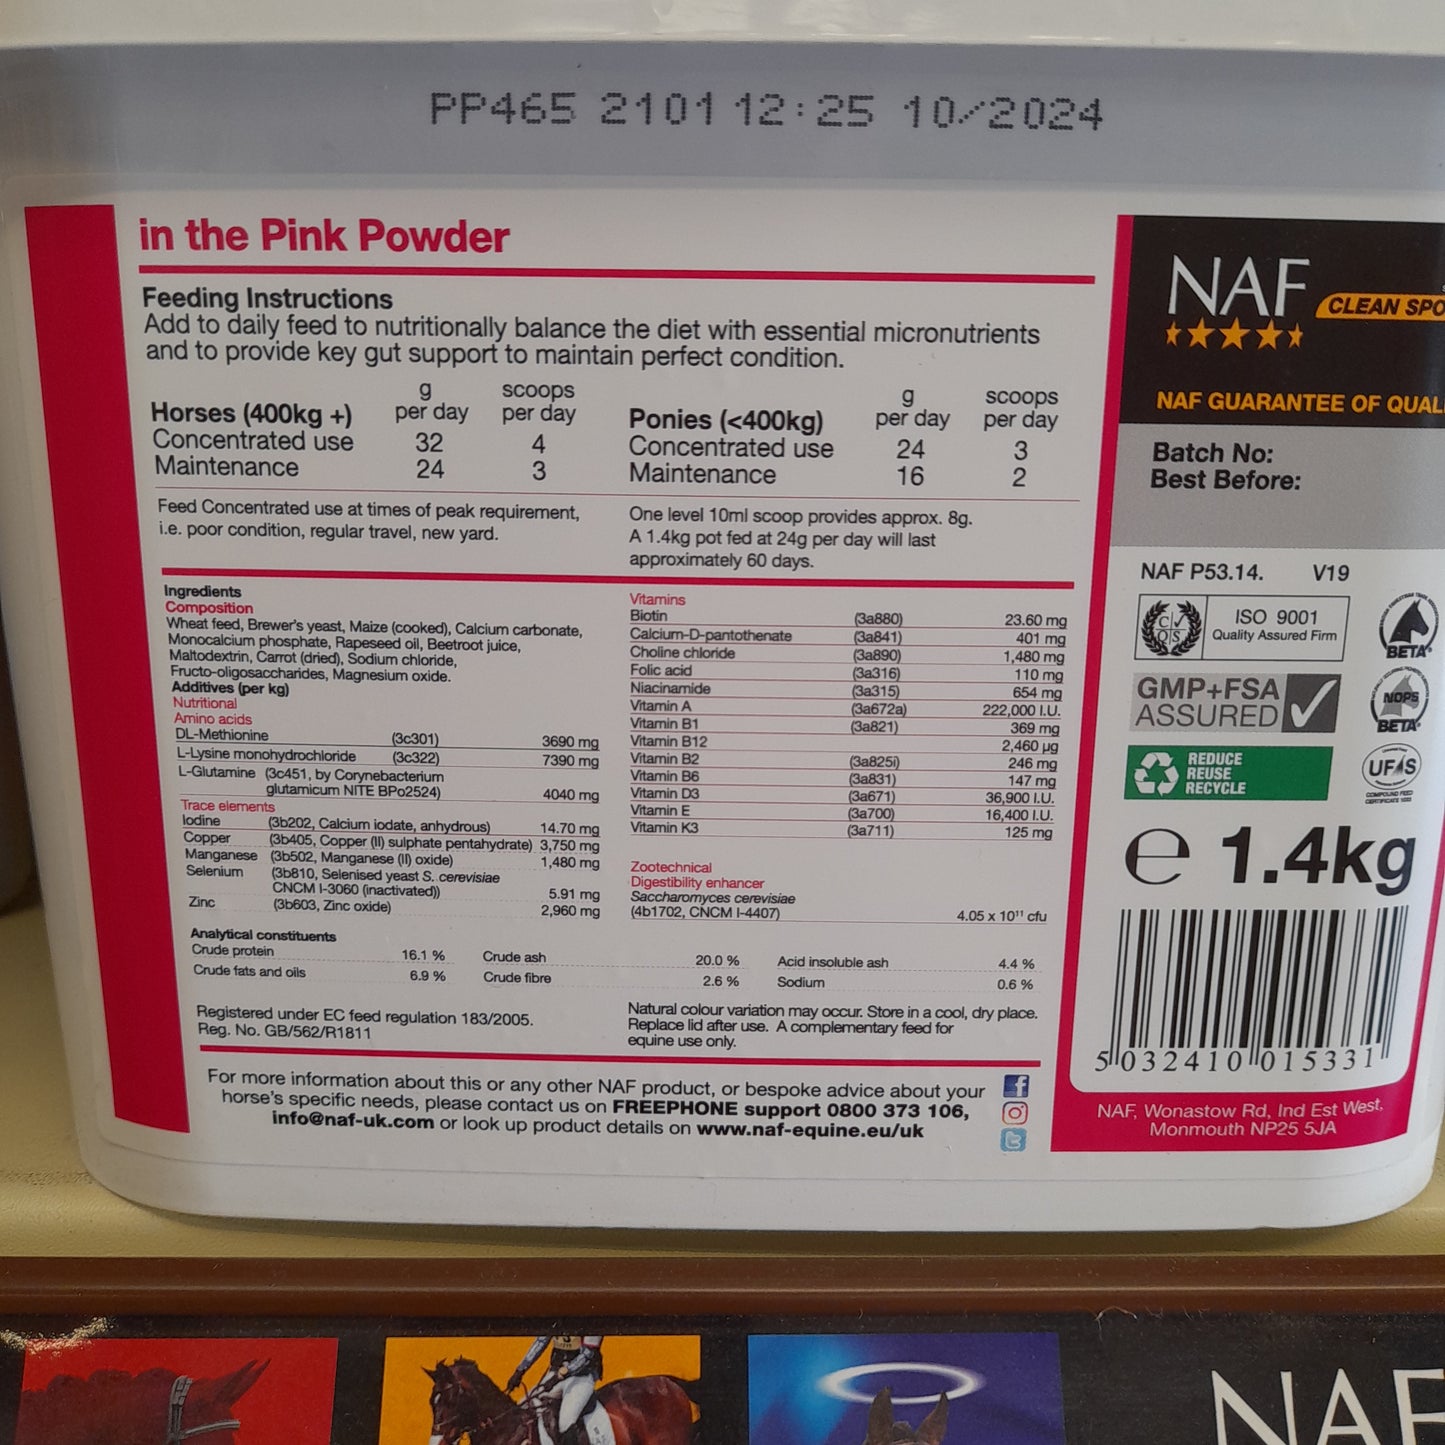 PP465 2101 12:25 10/2024
in the Pink Powder
Feeding Instructions
Add to daily feed to nutritionally balance the diet with essential micronutrients
and to provide key gut support to maintain perfect condition.
Horses (400kg +) g per day scoops per day
Concentrated use 32 4
Maintenance 24 3
Ponies (<400kg) g per day scoops per day
Concentrated use 24 3
Maintenance 16 2
Feed Concentrated use at times of peak requirement,
i.e. poor condition, regular travel, new yard.
One level 10ml scoop provides approx. 8g.
A 1.4kg pot fed at 24g per day will last
approximately 60 days.
Ingredients
Composition
Wheat feed, Brewer's yeast, Maize (cooked), Calcium carbonate,
Monocalcium phosphate, Rapeseed oil, Beetroot juice,
Maltodextrin, Carrot (dried), Sodium chloride,
Fructo-oligosaccharides, Magnesium oxide.
Additives (per kg)
Nutritional
Amino acids
DL-Methionine (3c301) 3690 mg
L-Lysine monohydrochloride (3c322) 7390 mg
L-Glutamine (3c451, by Corynebacterium
glutamicum NITE BPo2524) 4040 mg
Trace elements
Iodine (3b202, Calcium iodate, anhydrous) 14.70 mg
Copper (3b405, Copper (II) sulphate pentahydrate) 3,750 mg
Manganese (3b502, Manganese (II) oxide) 1,480 mg
Selenium (3b810, Selenised yeast S. cerevisiae
CNCM I-3060 (inactivated)) 5.91 mg
Zinc (3b603, Zinc oxide) 2,960 mg
Vitamins
Biotin (3a880) 23.60 mg
Calcium-D-pantothenate (3a841) 401 mg
Choline chloride (3a890) 1,480 mg
Folic acid (3a316) 110 mg
Niacinamide (3a315) 654 mg
Vitamin A (3a672a) 222,000 I.U.
Vitamin B1 (3a821) 369 mg
Vitamin B12 2,460 µg
Vitamin B2 (3a825i) 246 mg
Vitamin B6 (3a831) 147 mg
Vitamin D3 (3a671) 36,900 I.U.
Vitamin E (3a700) 16,400 I.U.
Vitamin K3 (3a711) 125 mg
Zootechnical
Digestibility enhancer
Saccharomyces cerevisiae
(4b1702, CNCM I-4407) 4.05 x 10¹¹ cfu
Analytical constituents
Crude protein 16.1 % Crude ash 20.0 % Acid insoluble ash 4.4 %
Crude fats and oils 6.9 % Crude fibre 2.6 % Sodium 0.6 %
Registered under EC feed regulation 183/2005.
Reg. No. GB/562/R1811
Natural colour variation may occur. Store in a cool, dry place.
Replace lid after use. A complementary feed for
equine use only.
For more information about this or any other NAF product, or bespoke advice about your
horse's specific needs, please contact us on FREEPHONE support 0800 373 106,
info@naf-uk.com or look up product details on www.naf-equine.eu/uk
NAF
CLEAN SPO
NAF GUARANTEE OF QUAL
Batch No:
Best Before:
NAF P53.14. V19
CQS
ISO 9001
Quality Assured Firm
BETA
GMP+FSA
ASSURED
NOPS
BETA
REDUCE
REUSE
RECYCLE
UFAS
COMPOUND FEED
e 1.4kg
5 032410 015331
NAF, Wonastow Rd, Ind Est West,
Monmouth NP25 5JA
NAF